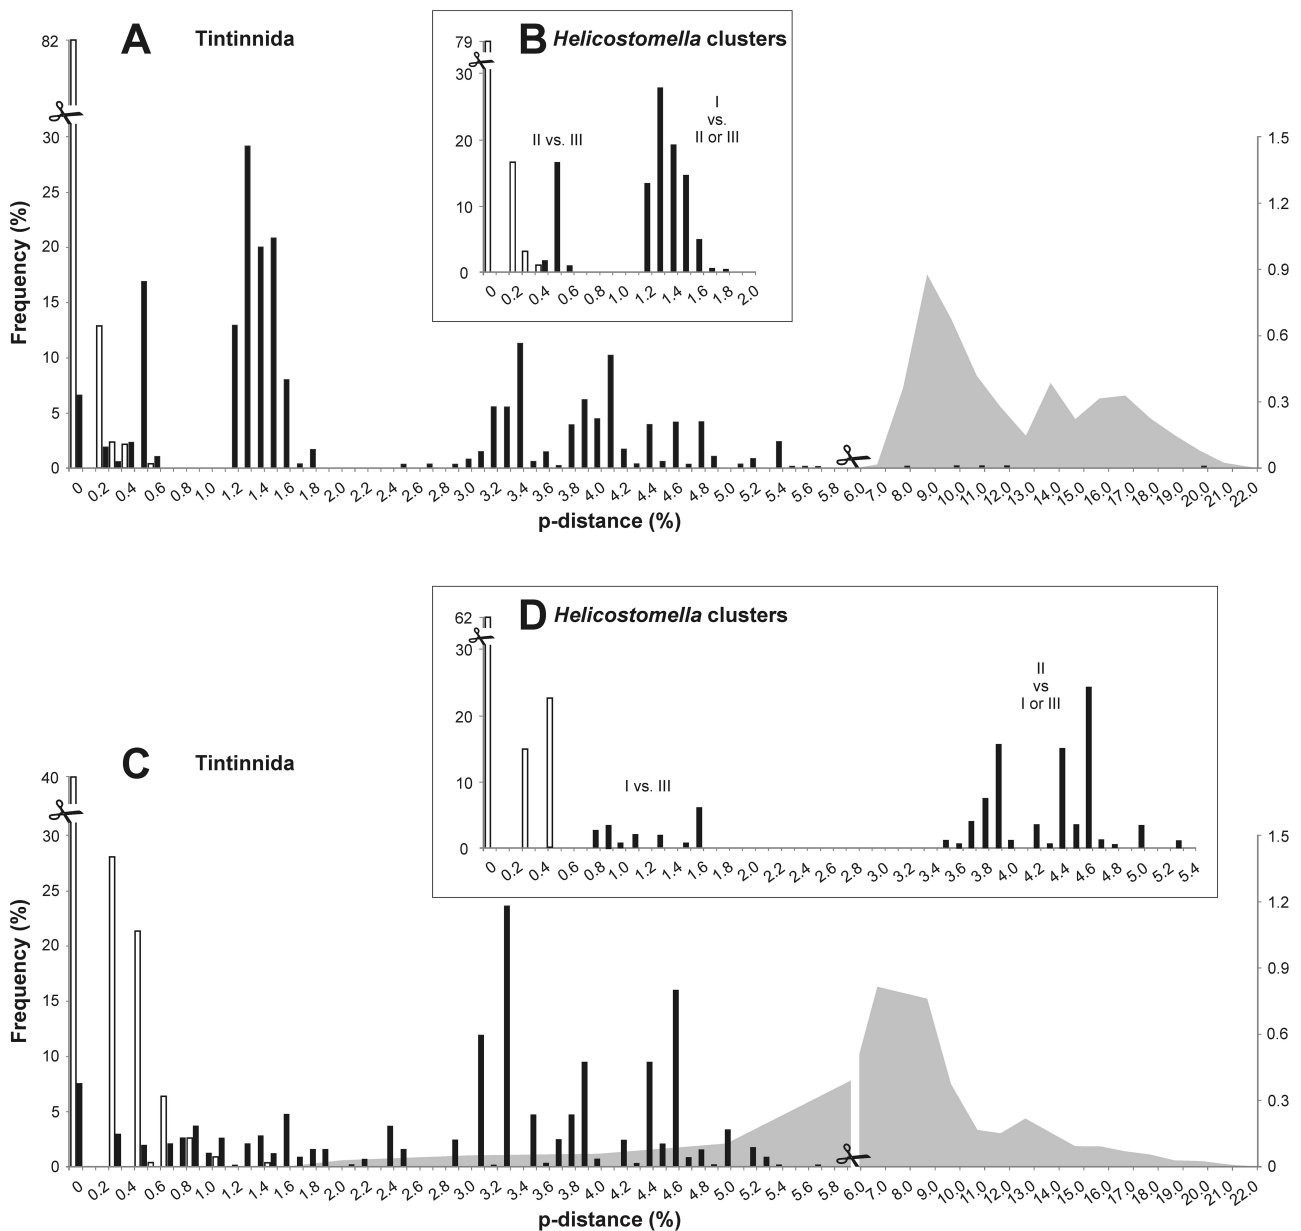 A Tintinnida
82
30
25
20
15
10
5
0
Frequency (%)
1.5
1.2
0.9
0.6
0.3
0
0 0.2 0.4 0.6 0.8 1.0 1.2 1.4 1.6 1.8 2.0 2.2 2.4 2.6 2.8 3.0 3.2 3.4 3.6 3.8 4.0 4.2 4.4 4.6 4.8 5.0 5.2 5.4 5.6 5.8 6.0 7.0 8.0 9.0 10.0 11.0 12.0 13.0 14.0 15.0 16.0 17.0 18.0 19.0 20.0 21.0 22.0
p-distance (%)
B Helicostomella clusters
79
30
20
10
0
II vs. III
I
vs.
II or III
0 0.2 0.4 0.6 0.8 1.0 1.2 1.4 1.6 1.8 2.0
C Tintinnida
40
30
25
20
15
10
5
0
Frequency (%)
1.5
1.2
0.9
0.6
0.3
0
0 0.2 0.4 0.6 0.8 1.0 1.2 1.4 1.6 1.8 2.0 2.2 2.4 2.6 2.8 3.0 3.2 3.4 3.6 3.8 4.0 4.2 4.4 4.6 4.8 5.0 5.2 5.4 5.6 5.8 6.0 7.0 8.0 9.0 10.0 11.0 12.0 13.0 14.0 15.0 16.0 17.0 18.0 19.0 20.0 21.0 22.0
p-distance (%)
D Helicostomella clusters
62
30
20
10
0
I vs. III
II
vs
I or III
0 0.2 0.4 0.6 0.8 1.0 1.2 1.4 1.6 1.8 2.0 2.2 2.4 2.6 2.8 3.0 3.2 3.4 3.6 3.8 4.0 4.2 4.4 4.6 4.8 5.0 5.2 5.4